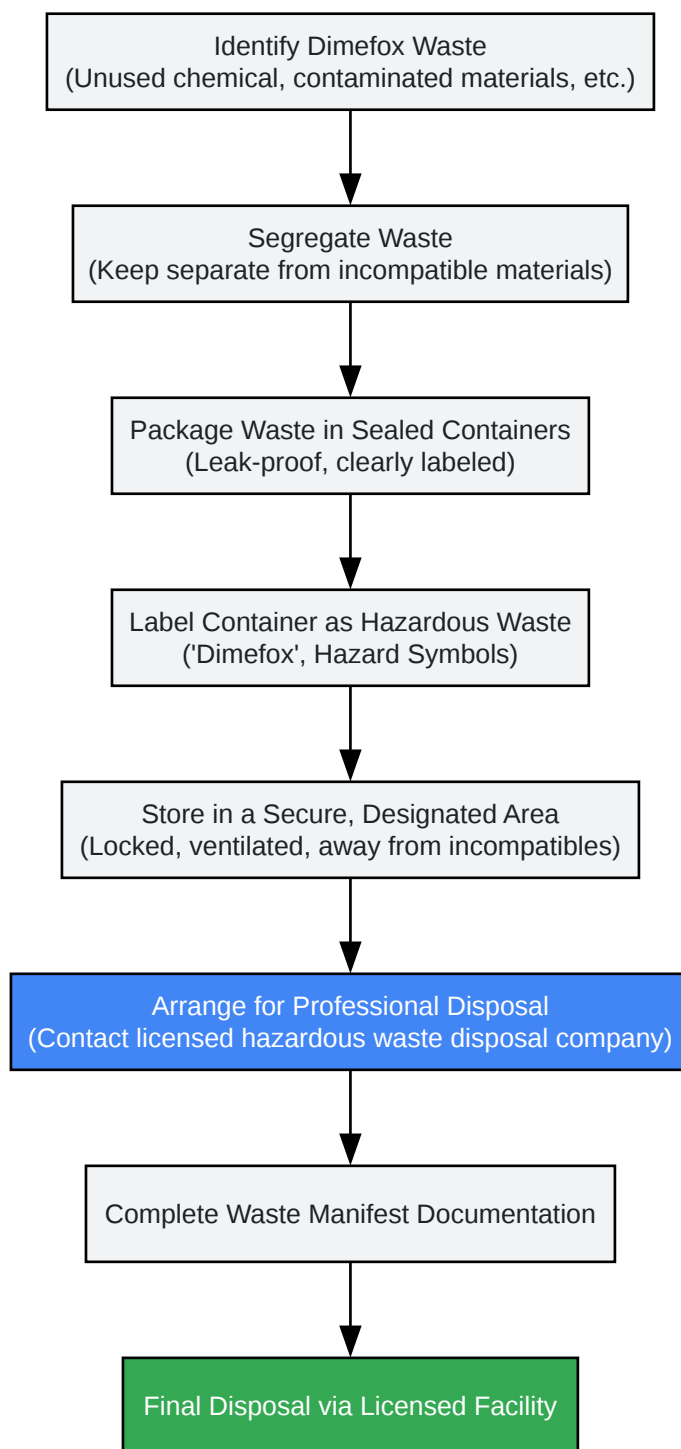 Identify Dimefox Waste
(Unused chemical, contaminated materials, etc.)
Segregate Waste
(Keep separate from incompatible materials)
Package Waste in Sealed Containers
(Leak-proof, clearly labeled)
Label Container as Hazardous Waste
('Dimefox', Hazard Symbols)
Store in a Secure, Designated Area
(Locked, ventilated, away from incompatibles)
Arrange for Professional Disposal
(Contact licensed hazardous waste disposal company)
Complete Waste Manifest Documentation
Final Disposal via Licensed Facility